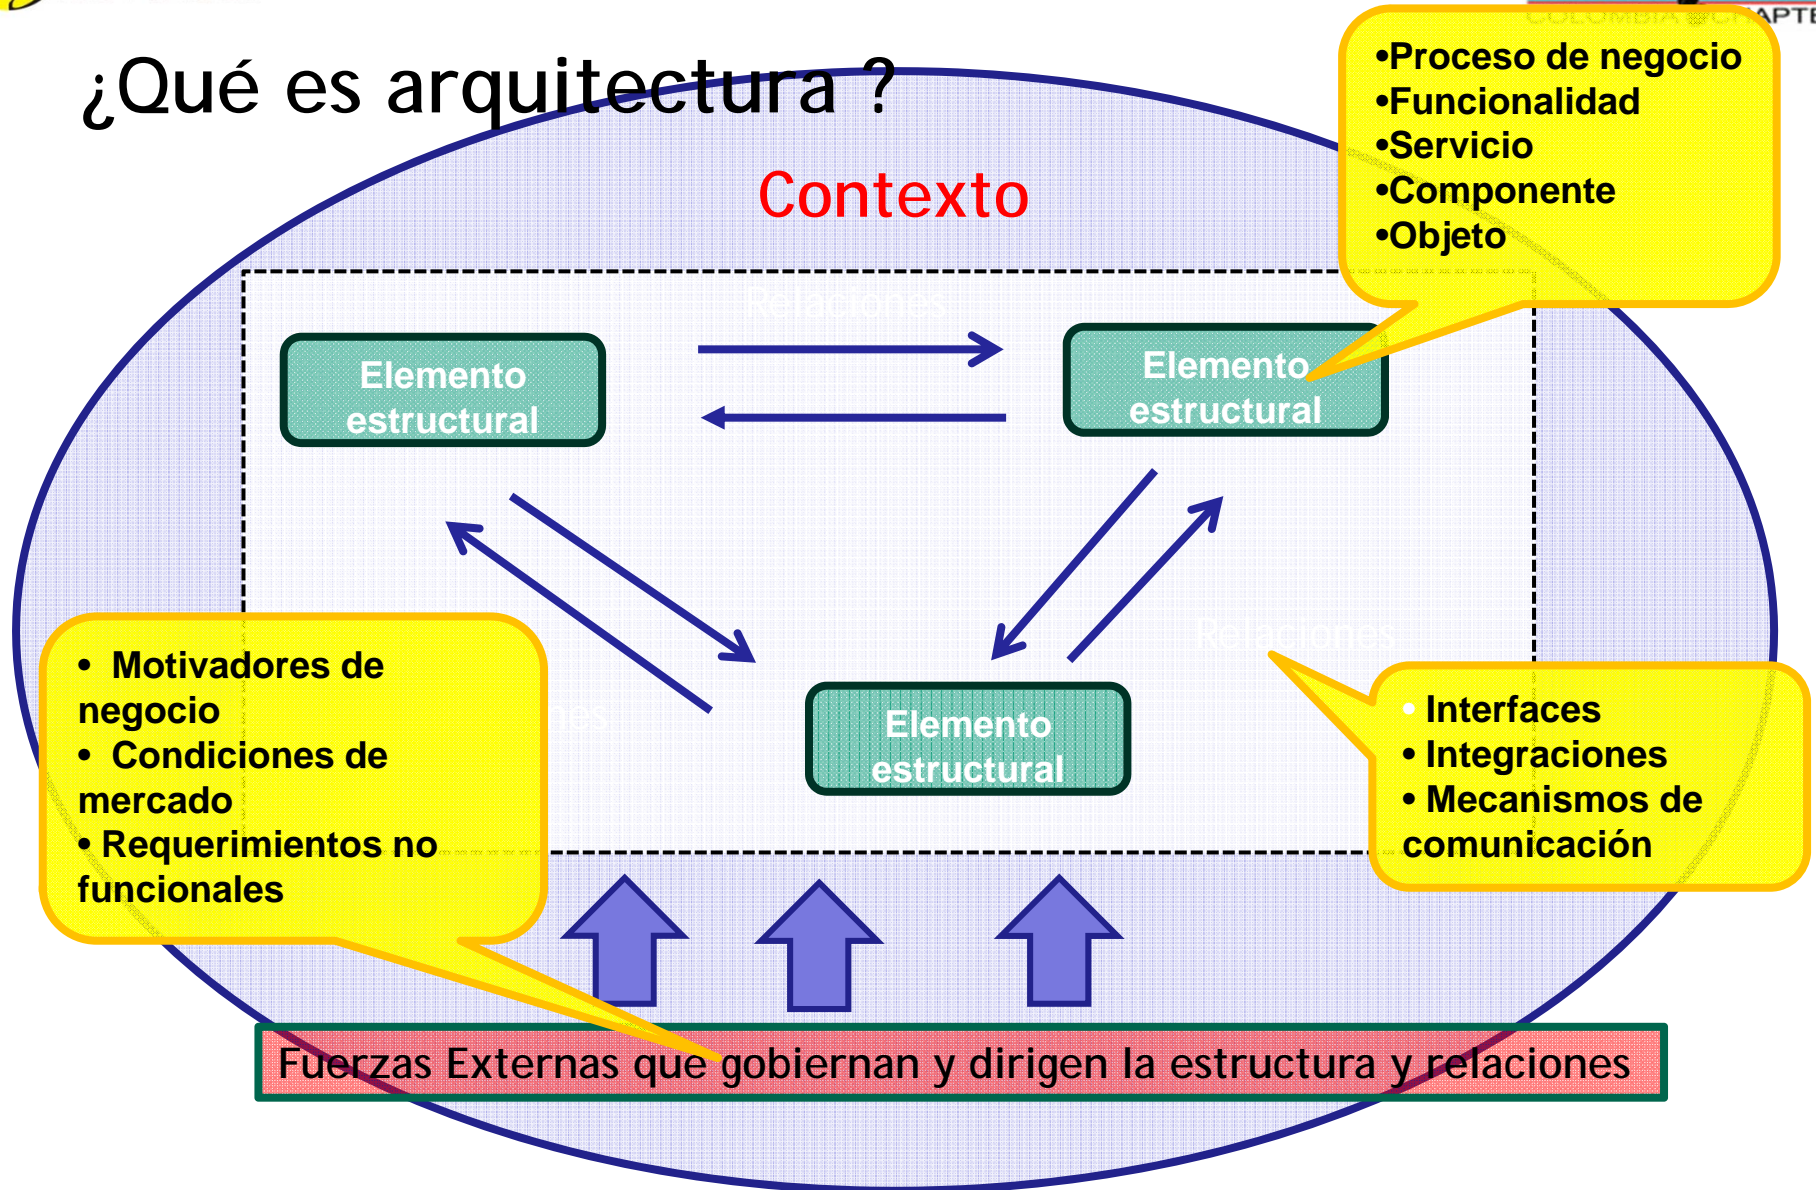 COLOMBIA CHAPTE
¿Qué es arquitectura ?
•Proceso de negocio
•Funcionalidad
•Servicio
•Componente
•Objeto
Contexto
Relaciones
Elemento
estructural
Elemento
estructural
Relaciones
• Motivadores de
negocio
• Condiciones de
mercado
• Requerimientos no
funcionales
Elemento
estructural
• Interfaces
• Integraciones
• Mecanismos de
comunicación
Fuerzas Externas que gobiernan y dirigen la estructura y relaciones